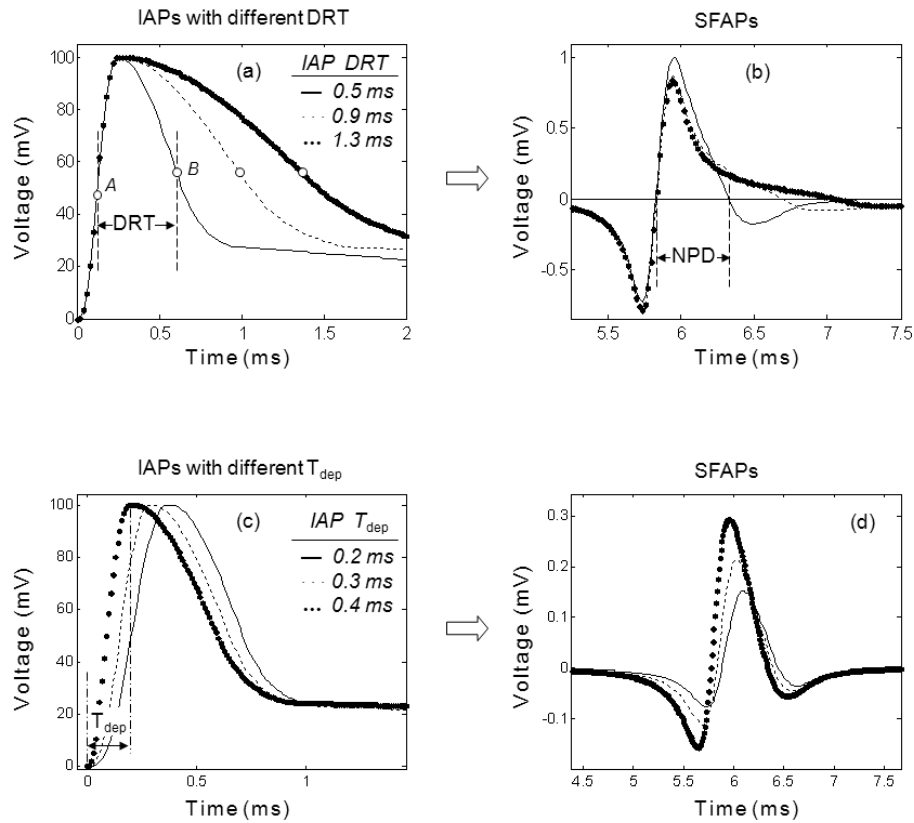 IAPs with different DRT
(a)
IAP DRT
0.5 ms
0.9 ms
1.3 ms
A
B
DRT
Voltage (mV)
100
80
60
40
20
0
0 0.5 1 1.5 2
Time (ms)
SFAPs
(b)
NPD
Voltage (mV)
1
0.5
0
-0.5
5.5 6 6.5 7 7.5
Time (ms)
IAPs with different Tdep
(c)
IAP Tdep
0.2 ms
0.3 ms
0.4 ms
Tdep
Voltage (mV)
100
80
60
40
20
0
0 0.5 1
Time (ms)
SFAPs
(d)
Voltage (mV)
0.3
0.2
0.1
0
-0.1
4.5 5 5.5 6 6.5 7 7.5
Time (ms)